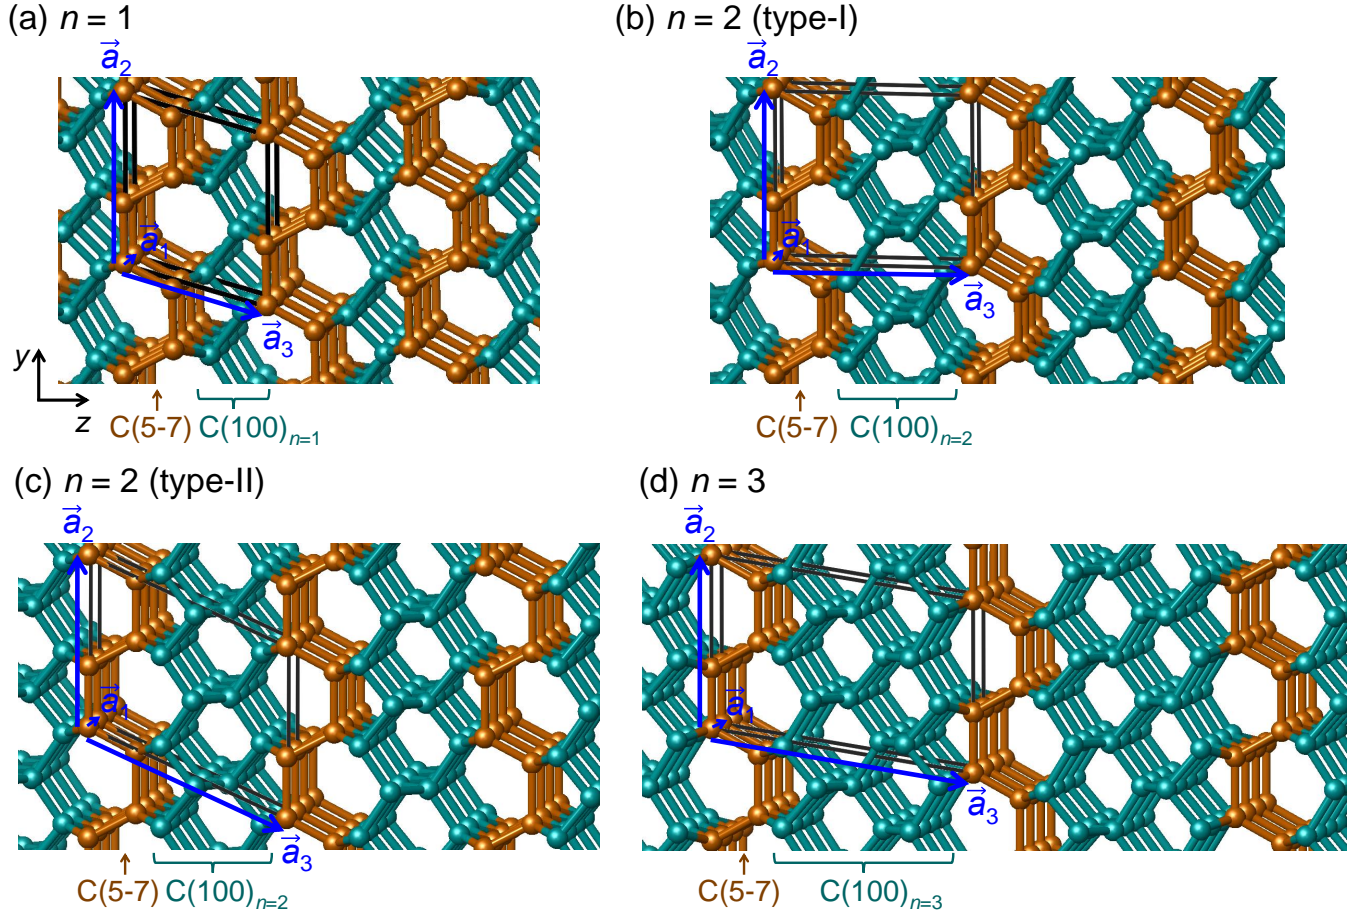 (a) n = 1
(b) n = 2 (type-I)
a⃗2
a⃗2
a⃗1
a⃗1
a⃗3
a⃗3
y
z
C(5-7) C(100)n=1
C(5-7) C(100)n=2
(c) n = 2 (type-II)
(d) n = 3
a⃗2
a⃗2
a⃗1
a⃗1
a⃗3
a⃗3
C(5-7) C(100)n=2
C(5-7) C(100)n=3